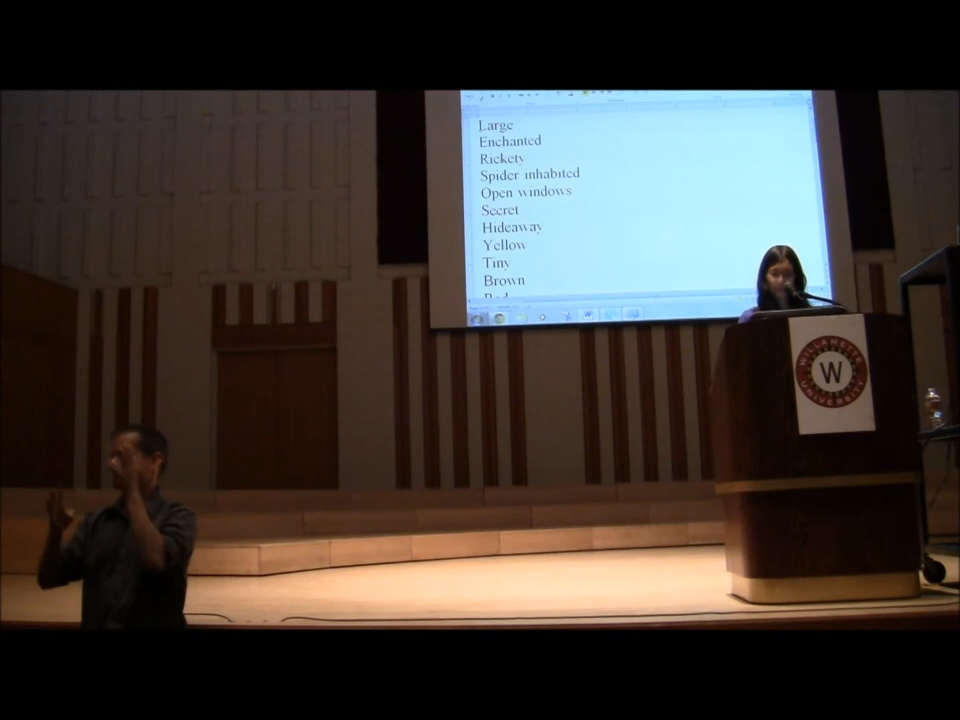 Large
Enchanted
Rickety
Spider inhabited
Open windows
Secret
Hideaway
Yellow
Tiny
Brown
WILLAMETTE
W
UNIVERSITY